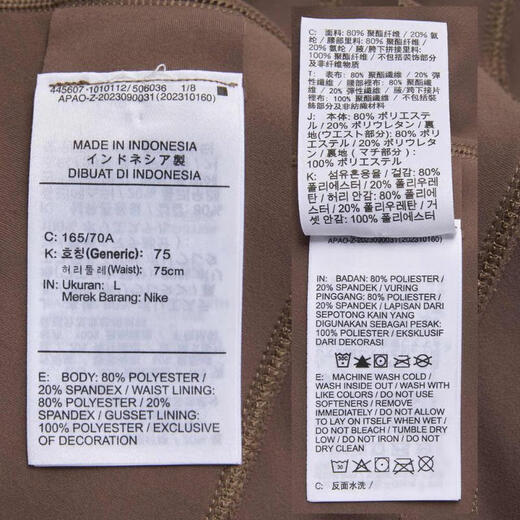 445607-1010112/506036 1/8
APAO-Z-2023090031(202310160)
MADE IN INDONESIA
インドネシア製
DIBUAT DI INDONESIA
C: 165/70A
K: 호칭(Generic): 75
허리둘레(Waist): 75cm
IN: Ukuran: L
Merek Barang: Nike
E: BODY: 80% POLYESTER /
20% SPANDEX / WAIST LINING:
80% POLYESTER / 20%
SPANDEX / GUSSET LINING:
100% POLYESTER / EXCLUSIVE
OF DECORATION
C: 面料: 80% 聚酯纤维 / 20% 氨
纶 / 腰部里料: 80% 聚酯纤维 /
20% 氨纶 / 腋/胯下拼接里料:
100% 聚酯纤维 / 不包括装饰部分
及非纤维物质
T: 表布: 80% 聚酯纖維 / 20% 彈
性纖維 / 腰部裡布: 80% 聚酯纖維
/ 20% 彈性纖維 / 腋/跨下接片
裡布: 100% 聚酯纖維 / 不包括裝
飾部分及非紡織材料
J: 本体: 80% ポリエステ
ル / 20% ポリウレタン / 裏
地(ウエスト部分): 80% ポ
リエステル / 20% ポリウレタ
ン / 裏地 ( マチ部分 ):
100% ポリエステル
K: 섬유혼용율 / 겉감: 80%
폴리에스터 / 20% 폴리우레탄
/ 허리 안감: 80% 폴리에
스터 / 20% 폴리우레탄 / 거
셋 안감: 100% 폴리에스터
APAO-Z-2023090031(202310160)
IN: BADAN: 80% POLIESTER /
20% SPANDEX / VURING
PINGGANG: 80% POLIESTER /
20% SPANDEX / LAPISAN DARI
SEPOTONG KAIN YANG
DIGUNAKAN SEBAGAI PESAK:
100% POLIESTER / EKSKLUSIF
DARI DEKORASI
E: MACHINE WASH COLD /
WASH INSIDE OUT / WASH WITH
LIKE COLORS / DO NOT USE
SOFTENERS / REMOVE
IMMEDIATELY / DO NOT ALLOW
TO LAY ON ITSELF WHEN WET /
DO NOT BLEACH / TUMBLE DRY
LOW / DO NOT IRON / DO NOT
DRY CLEAN
C: 反面水洗 /